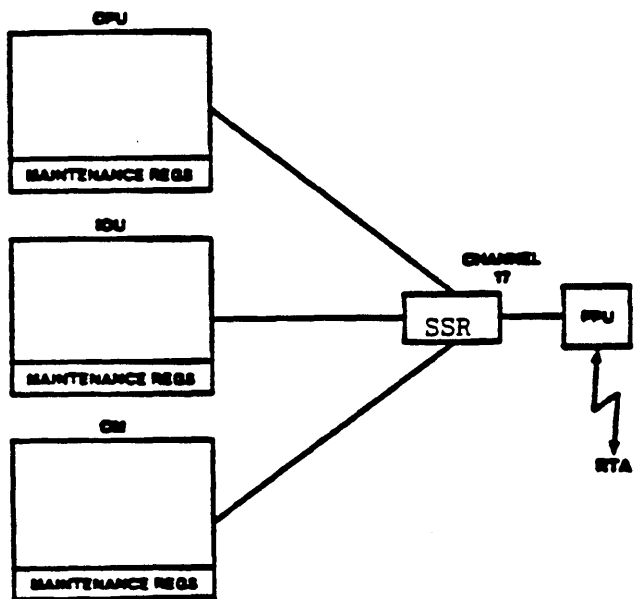 CPU
MAINTENANCE REGS
IOU
MAINTENANCE REGS
CM
MAINTENANCE REGS
CHANNEL
17
SSR
PPU
RTA